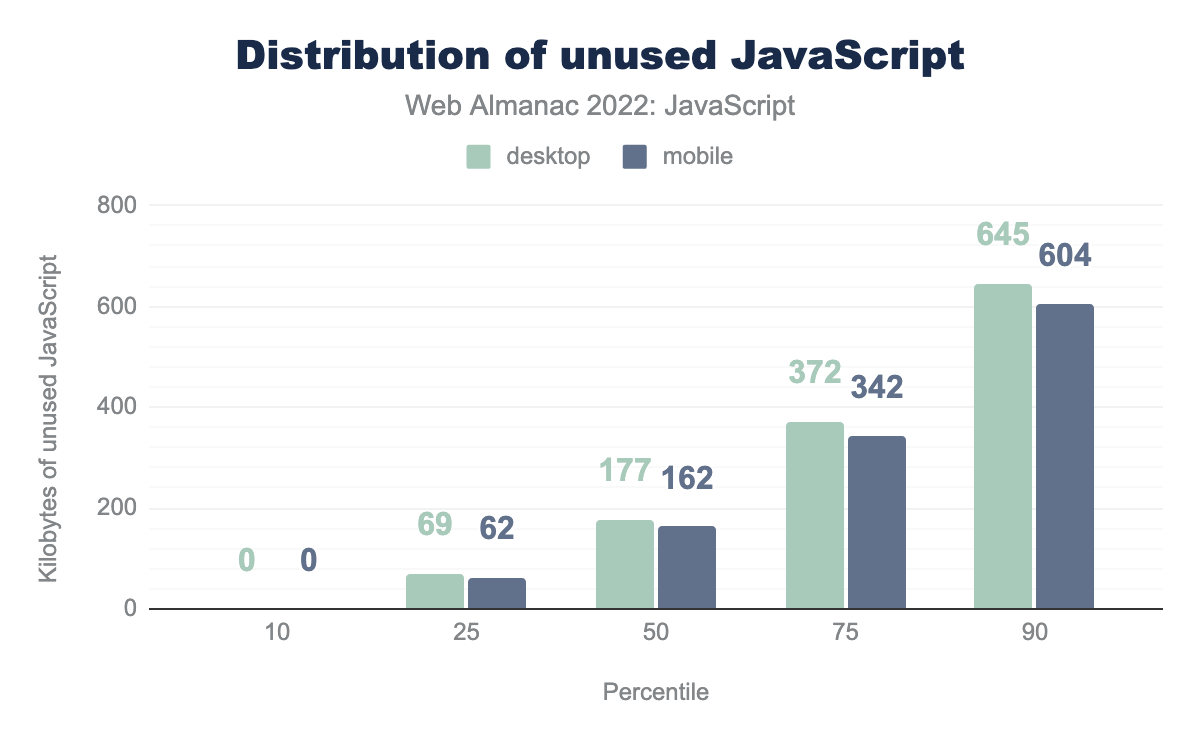 Distribution of unused JavaScript
Web Almanac 2022: JavaScript
desktop mobile
Kilobytes of unused JavaScript
800
600
400
200
0
0 0
69 62
177 162
372 342
645 604
10 25 50 75 90
Percentile